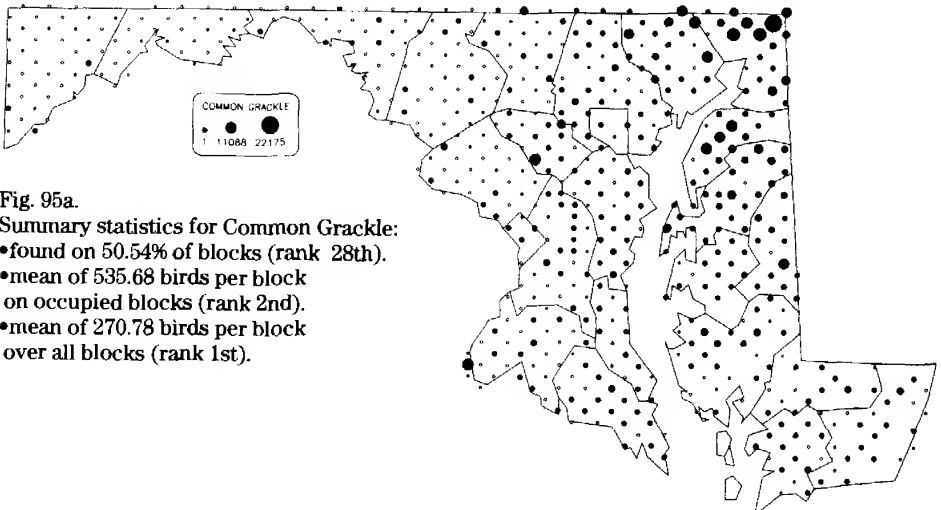 COMMON GRACKLE
1 11088 22175
Fig. 95a.
Summary statistics for Common Grackle:
•found on 50.54% of blocks (rank 28th).
•mean of 535.68 birds per block
on occupied blocks (rank 2nd).
•mean of 270.78 birds per block
over all blocks (rank 1st).